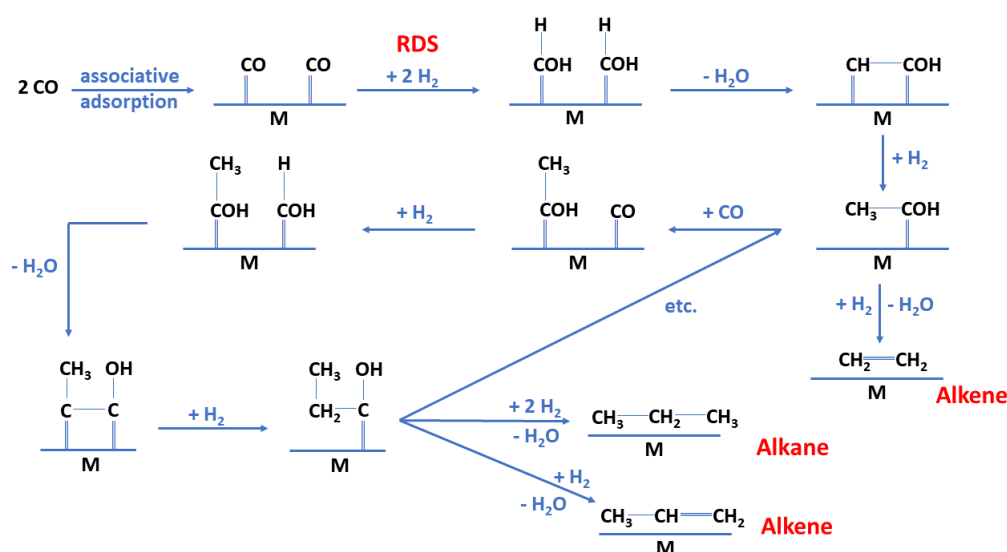 RDS
2 CO
associative
adsorption
CO CO
M
+ 2 H₂
H H
COH COH
M
- H₂O
CH COH
M
+ H₂
CH₃ COH
M
+ CO
CH₃
COH CO
M
+ H₂
CH₃ H
COH COH
M
- H₂O
CH₃ OH
C C
M
+ H₂
CH₃ OH
CH₂ C
M
etc.
+ H₂ - H₂O
CH₂ CH₂
M
Alkene
+ 2 H₂
- H₂O
CH₃ CH₂ CH₃
M
Alkane
+ H₂
- H₂O
CH₃ CH CH₂
M
Alkene